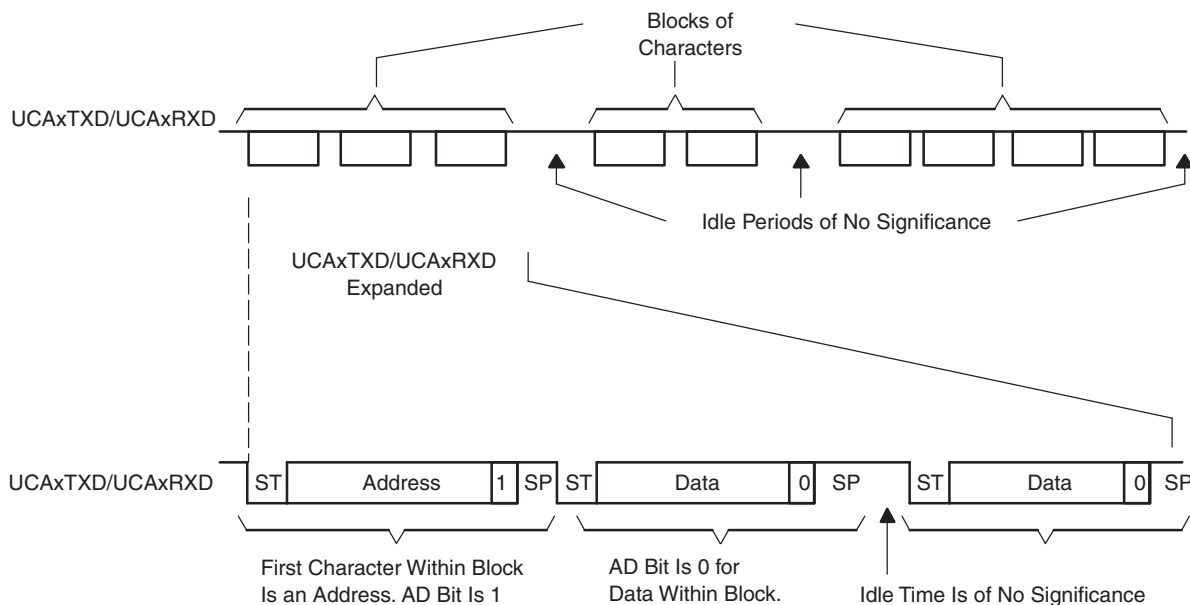 Blocks of
Characters
UCAxTXD/UCAxRXD
Idle Periods of No Significance
UCAxTXD/UCAxRXD
Expanded
UCAxTXD/UCAxRXD
ST Address 1 SP ST Data 0 SP ST Data 0 SP
First Character Within Block
Is an Address. AD Bit Is 1
AD Bit Is 0 for
Data Within Block.
Idle Time Is of No Significance